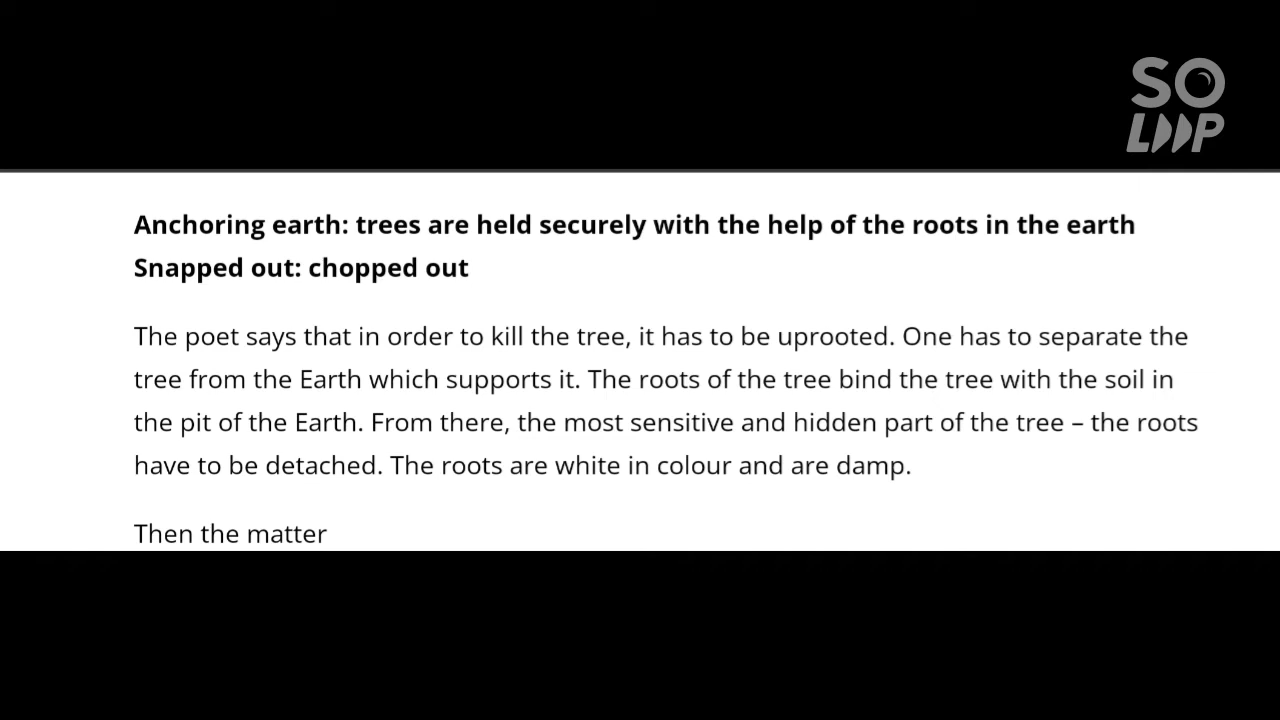 SO
LOOP
Anchoring earth: trees are held securely with the help of the roots in the earth
Snapped out: chopped out
The poet says that in order to kill the tree, it has to be uprooted. One has to separate the
tree from the Earth which supports it. The roots of the tree bind the tree with the soil in
the pit of the Earth. From there, the most sensitive and hidden part of the tree – the roots
have to be detached. The roots are white in colour and are damp.
Then the matter